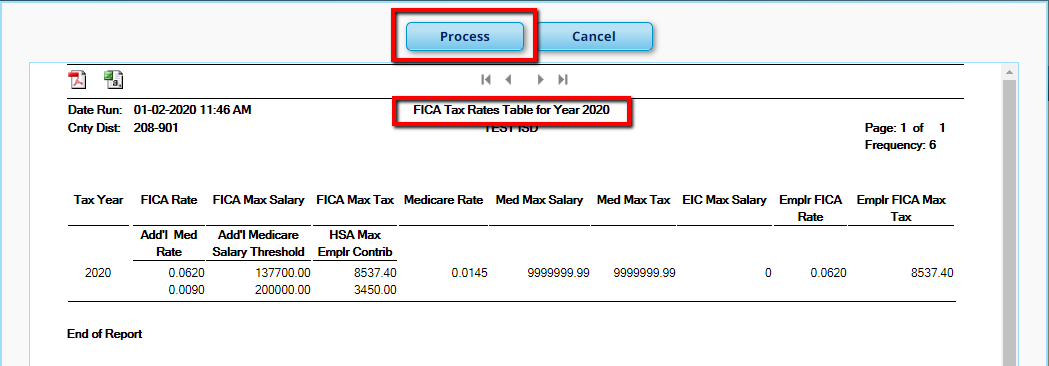 Process Cancel
Date Run: 01-02-2020 11:46 AM FICA Tax Rates Table for Year 2020
Cnty Dist: 208-901 TEST ISD Page: 1 of 1
Frequency: 6
Tax Year FICA Rate FICA Max Salary FICA Max Tax Medicare Rate Med Max Salary Med Max Tax EIC Max Salary Emplr FICA Rate Emplr FICA Max Tax
Add'l Med Rate Add'l Medicare Salary Threshold HSA Max Emplr Contrib
2020 0.0620 137700.00 8537.40 0.0145 9999999.99 9999999.99 0 0.0620 8537.40
0.0090 200000.00 3450.00
End of Report